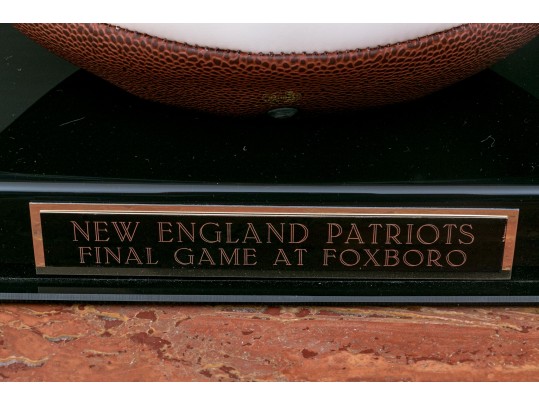 NEW ENGLAND PATRIOTS
FINAL GAME AT FOXBORO